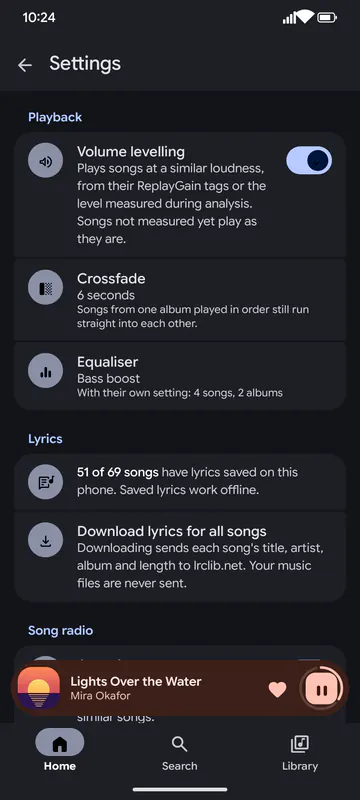 10:24
Settings
Playback
Volume levelling
Plays songs at a similar loudness,
from their ReplayGain tags or the
level measured during analysis.
Songs not measured yet play as
they are.
Crossfade
6 seconds
Songs from one album played in order still run
straight into each other.
Equaliser
Bass boost
With their own setting: 4 songs, 2 albums
Lyrics
51 of 69 songs have lyrics saved on this
phone. Saved lyrics work offline.
Download lyrics for all songs
Downloading sends each song's title, artist,
album and length to lrclib.net. Your music
files are never sent.
Song radio
Lights Over the Water
Mira Okafor
similar songs.
Home
Search
Library